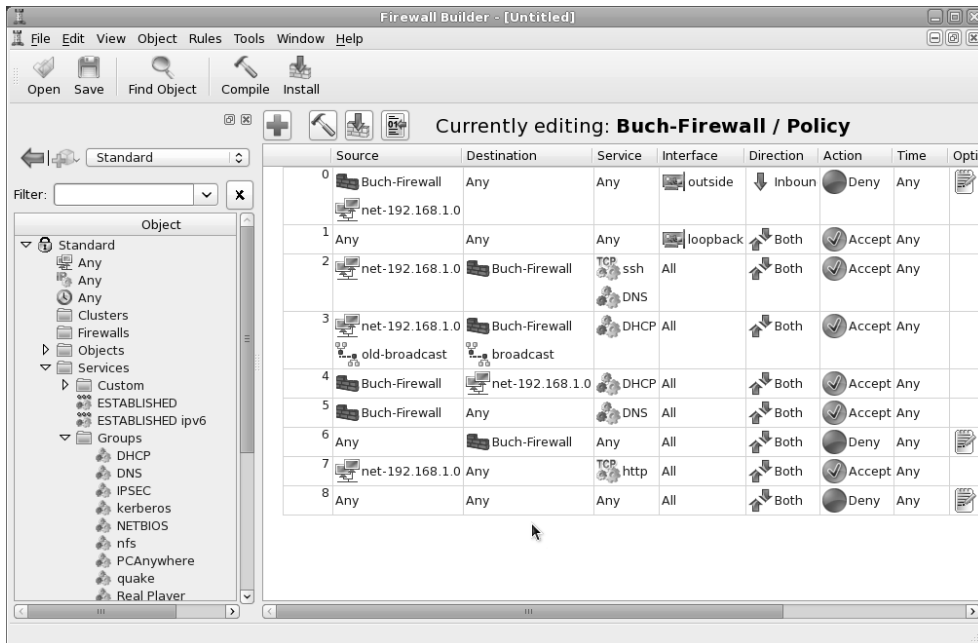 Firewall Builder - [Untitled]
File Edit View Object Rules Tools Window Help
Open Save Find Object Compile Install
Currently editing: Buch-Firewall / Policy
Standard
Filter:
Object
Standard
Any
Any
Any
Clusters
Firewalls
Objects
Services
Custom
ESTABLISHED
ESTABLISHED ipv6
Groups
DHCP
DNS
IPSEC
kerberos
NETBIOS
nfs
PCAnywhere
quake
Real Player
Source Destination Service Interface Direction Action Time Opti
0 Buch-Firewall Any Any outside Inboun Deny Any
net-192.168.1.0
1 Any Any Any loopback Both Accept Any
2 net-192.168.1.0 Buch-Firewall TCP ssh All Both Accept Any
DNS
3 net-192.168.1.0 Buch-Firewall DHCP All Both Accept Any
old-broadcast broadcast
4 Buch-Firewall net-192.168.1.0 DHCP All Both Accept Any
5 Buch-Firewall Any DNS All Both Accept Any
6 Any Buch-Firewall Any All Both Deny Any
7 net-192.168.1.0 Any TCP http All Both Accept Any
8 Any Any Any All Both Deny Any